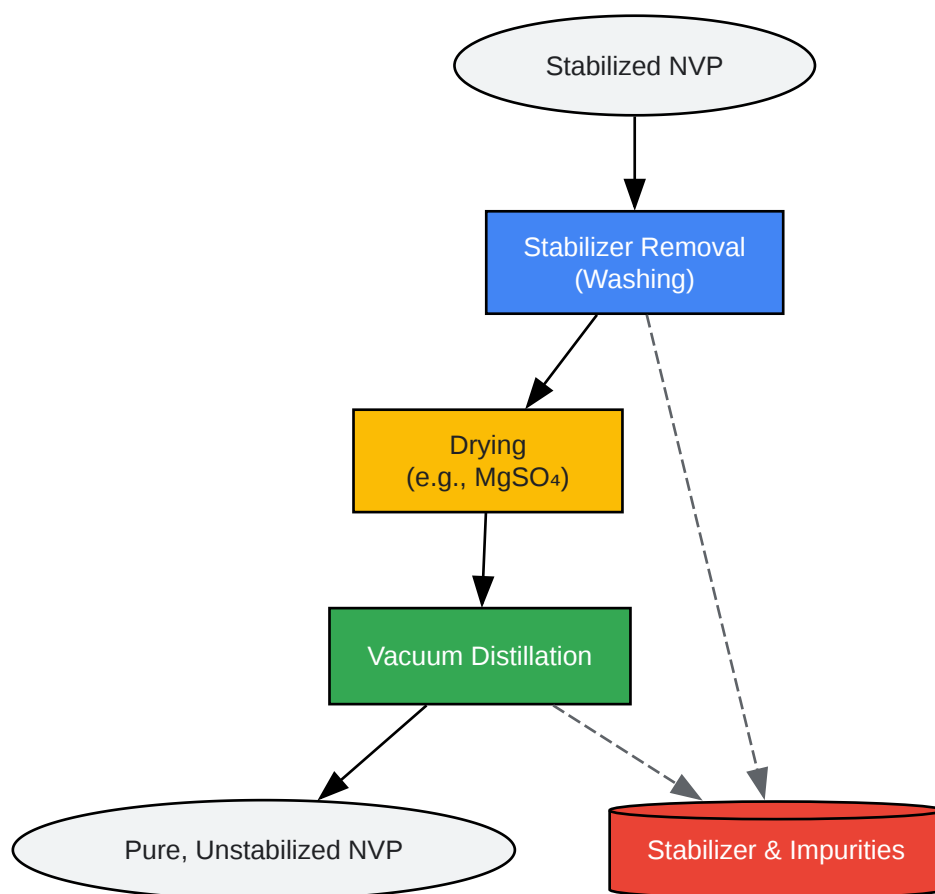 Stabilized NVP
Stabilizer Removal
(Washing)
Drying
(e.g., MgSO₄)
Vacuum Distillation
Pure, Unstabilized NVP
Stabilizer & Impurities